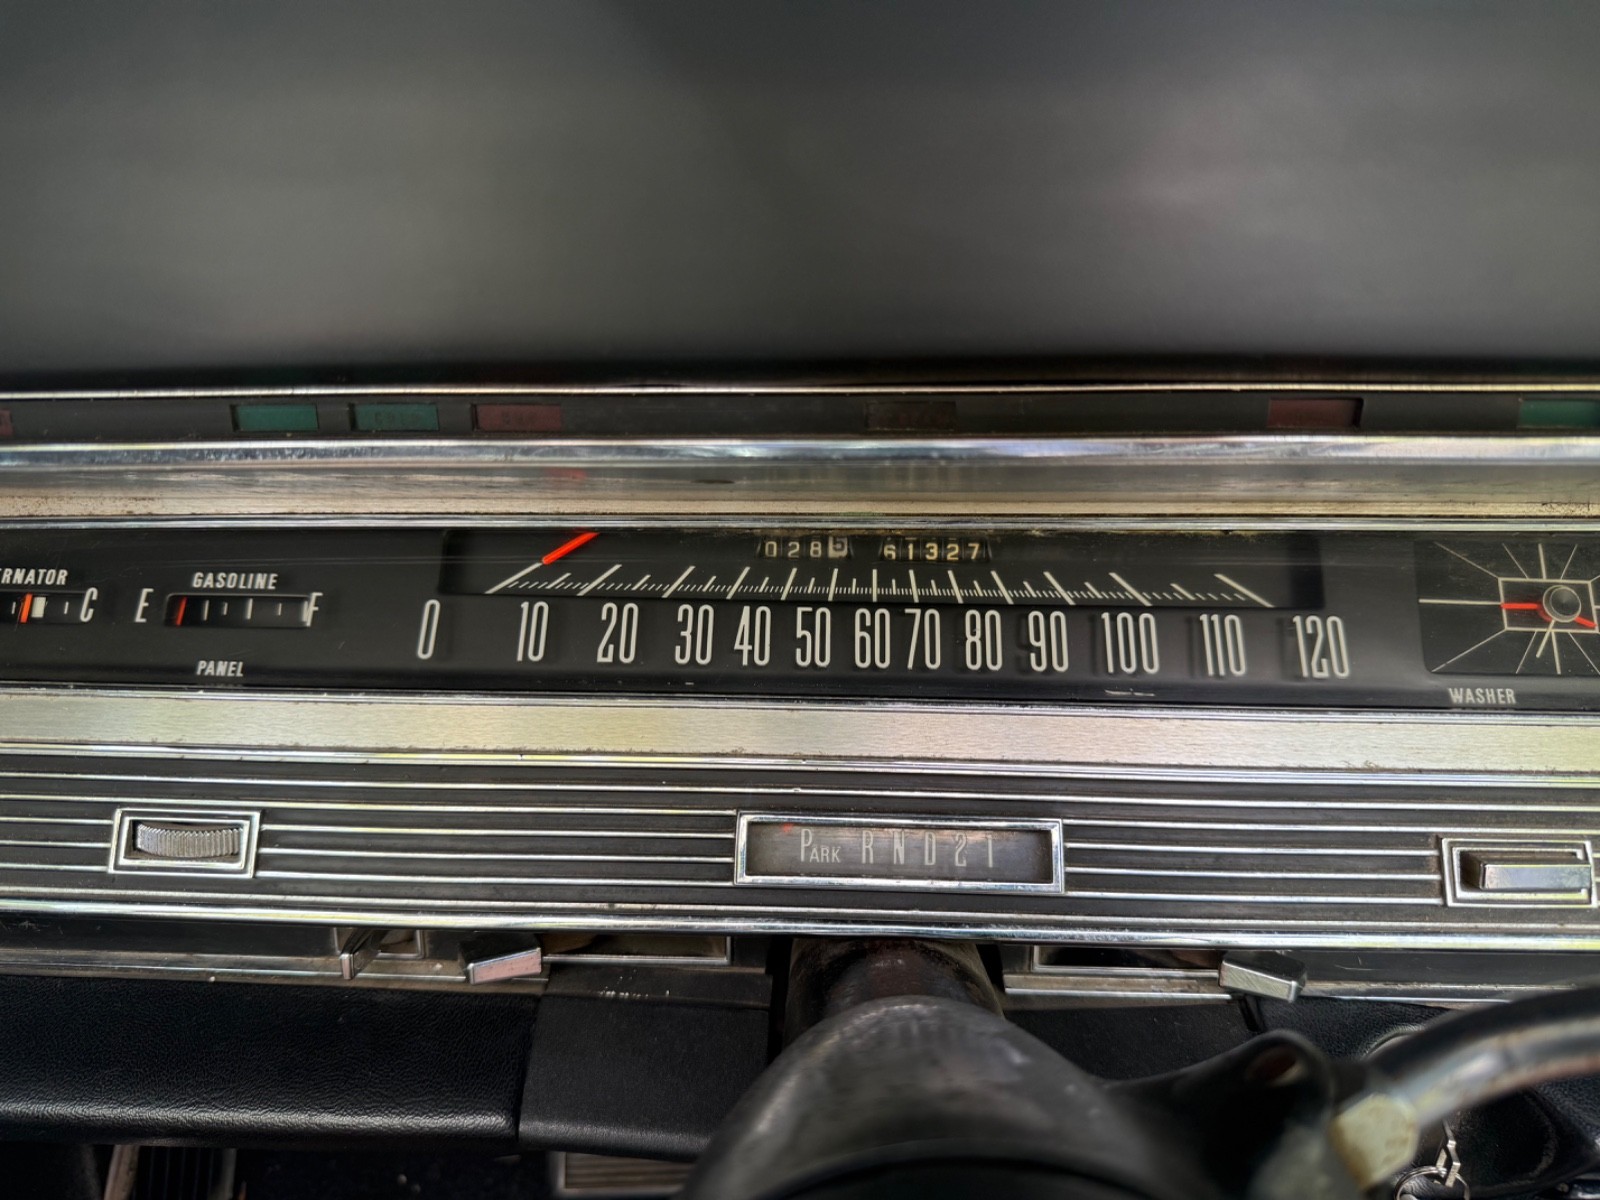 028 61327
ERNATOR C E GASOLINE F
0 10 20 30 40 50 60 70 80 90 100 110 120
PANEL
WASHER
PARK R N D 2 1